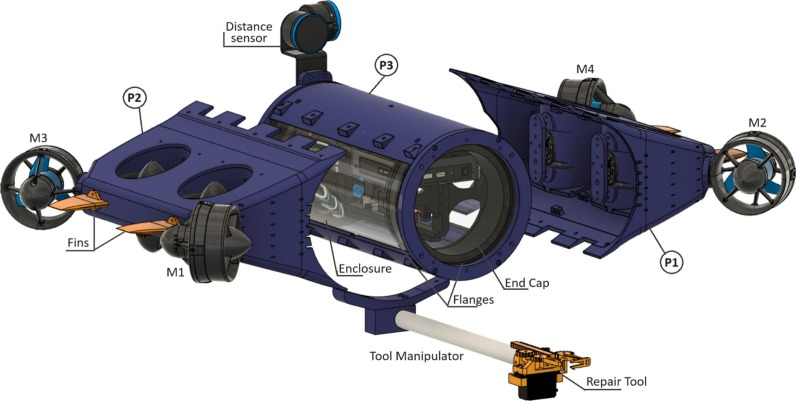 Distance
sensor
P3
M4
P2
M2
M3
Fins
M1
Enclosure
End Cap
P1
Flanges
Tool Manipulator
Repair Tool